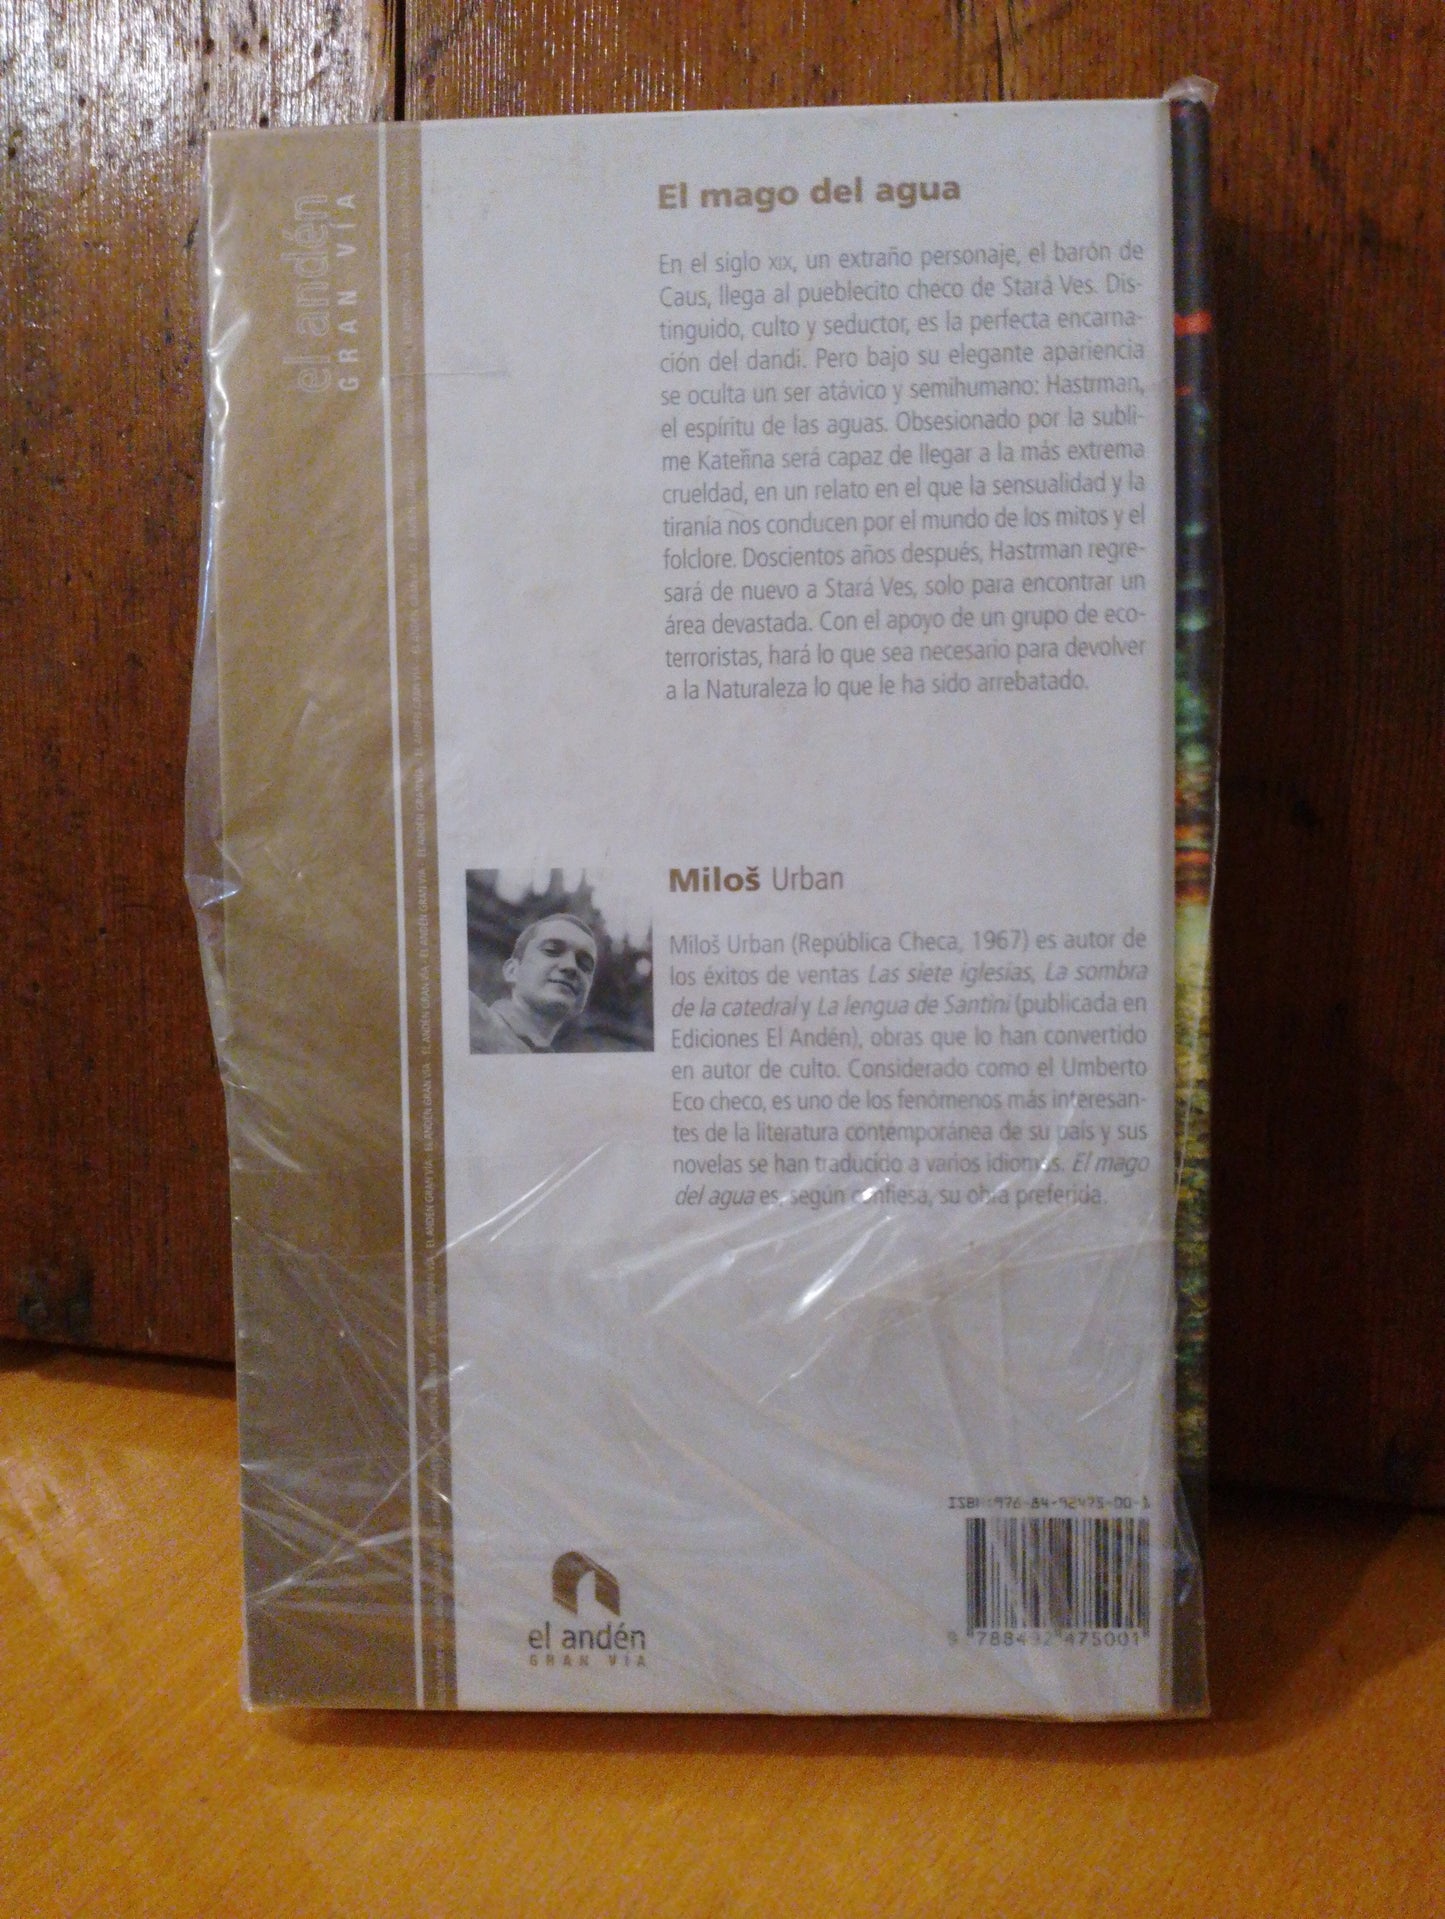 el andén
GRAN VÍA
El mago del agua
En el siglo XIX, un extraño personaje, el barón de
Caus, llega al pueblecito checo de Stará Ves. Dis-
tinguido, culto y seductor, es la perfecta encarna-
ción del dandi. Pero bajo su elegante apariencia
se oculta un ser atávico y semihumano: Hastrman,
el espíritu de las aguas. Obsesionado por la subli-
me Kateřina será capaz de llegar a la más extrema
crueldad, en un relato en el que la sensualidad y la
tiranía nos conducen por el mundo de los mitos y el
folclore. Doscientos años después, Hastrman regre-
sará de nuevo a Stará Ves, solo para encontrar un
área devastada. Con el apoyo de un grupo de eco-
terroristas, hará lo que sea necesario para devolver
a la Naturaleza lo que le ha sido arrebatado.
Miloš Urban
Miloš Urban (República Checa, 1967) es autor de
los éxitos de ventas Las siete iglesias, La sombra
de la catedral y La lengua de Santini (publicada en
Ediciones El Andén), obras que lo han convertido
en autor de culto. Considerado como el Umberto
Eco checo, es uno de los fenómenos más interesan-
tes de la literatura contemporánea de su país y sus
novelas se han traducido a varios idiomas. El mago
del agua es, según confiesa, su obra preferida.
el andén
GRAN VÍA
9 788492 475001